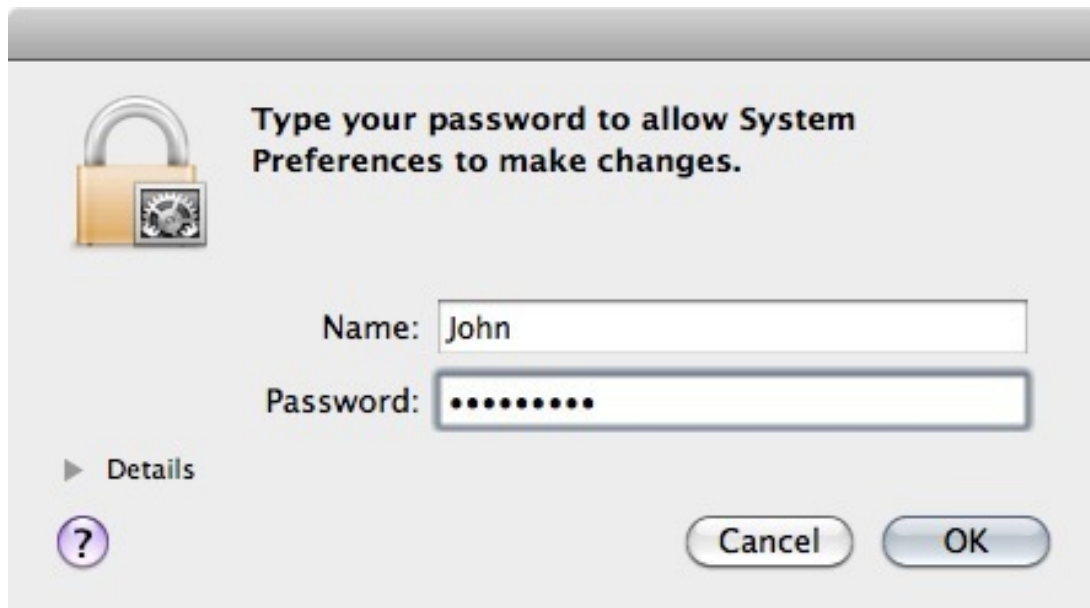 Type your password to allow System
Preferences to make changes.
Name: John
Password: •••••••••
Details
?
Cancel
OK